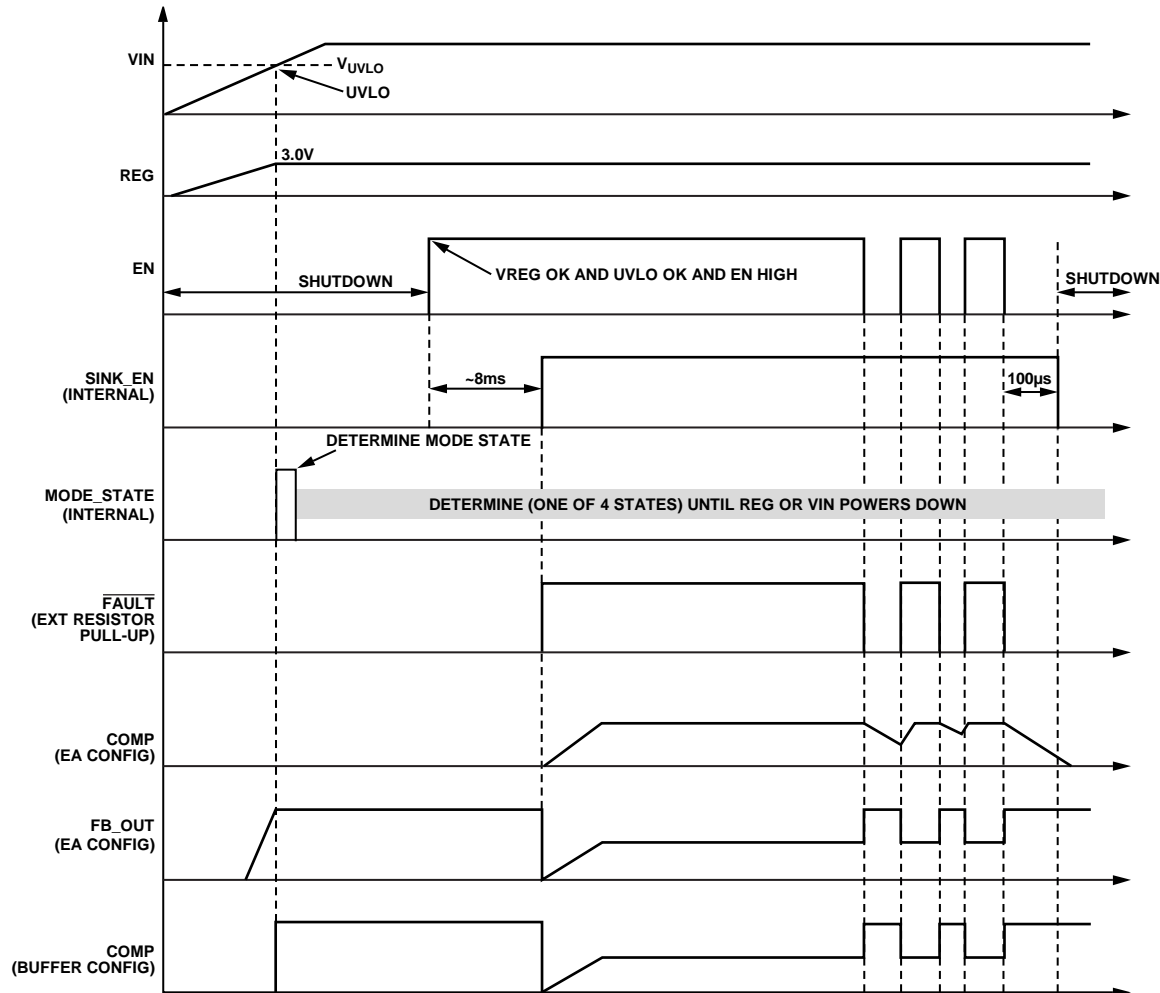 VIN
VUVLO
UVLO
3.0V
REG
EN
VREG OK AND UVLO OK AND EN HIGH
SHUTDOWN
SHUTDOWN
SINK_EN
(INTERNAL)
~8ms
100µs
DETERMINE MODE STATE
MODE_STATE
(INTERNAL)
DETERMINE (ONE OF 4 STATES) UNTIL REG OR VIN POWERS DOWN
FAULT
(EXT RESISTOR
PULL-UP)
COMP
(EA CONFIG)
FB_OUT
(EA CONFIG)
COMP
(BUFFER CONFIG)